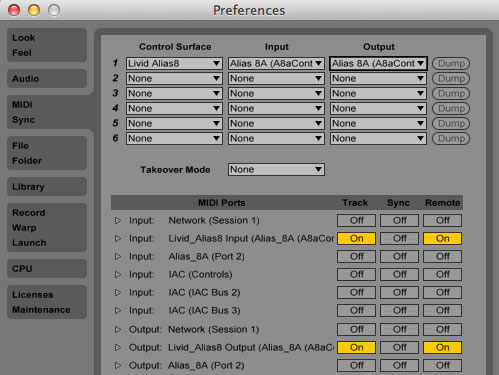 Preferences
Look
Feel
Audio
MIDI
Sync
File
Folder
Library
Record
Warp
Launch
CPU
Licenses
Maintenance
Control Surface Input Output
1 Livid Alias8 Alias 8A (A8aCont Alias 8A (A8aCont Dump
2 None None None Dump
3 None None None Dump
4 None None None Dump
5 None None None Dump
6 None None None Dump
Takeover Mode None
MIDI Ports Track Sync Remote
Input: Network (Session 1) Off Off Off
Input: Livid_Alias8 Input (Alias_8A (A8aCor On Off On
Input: Alias_8A (Port 2) Off Off Off
Input: IAC (Controls) Off Off Off
Input: IAC (IAC Bus 2) Off Off Off
Input: IAC (IAC Bus 3) Off Off Off
Output: Network (Session 1) Off Off Off
Output: Livid_Alias8 Output (Alias_8A (A8aC On Off On
Output: Alias_8A (Port 2) Off Off Off